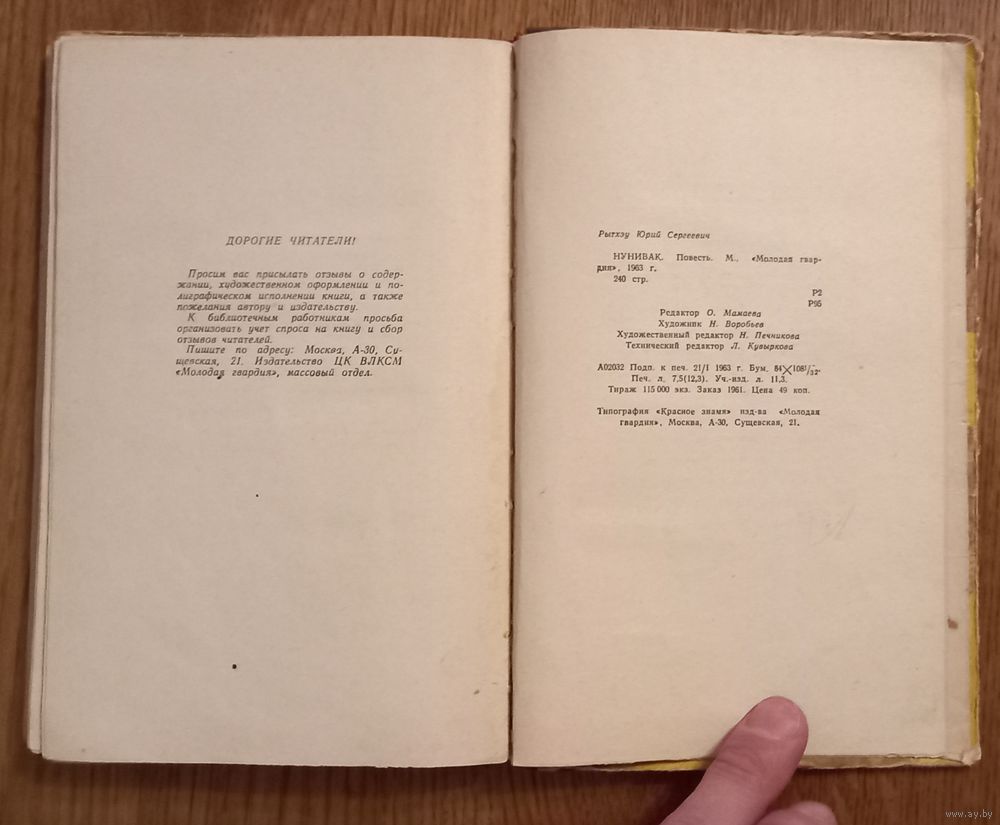 ДОРОГИЕ ЧИТАТЕЛИ!
Просим вас присылать отзывы о содер-
жании, художественном оформлении и по-
лиграфическом исполнении книги, а также
пожелания автору и издательству.
К библиотечным работникам просьба
организовать учет спроса на книгу и сбор
отзывов читателей.
Пишите по адресу: Москва, А-30, Су-
щевская, 21. Издательство ЦК ВЛКСМ
«Молодая гвардия», массовый отдел.
Рытхэу Юрий Сергеевич
НУНИВАК. Повесть. М., «Молодая гвар-
дия», 1963 г.
240 стр.
Р2
Р95
Редактор О. Мамаева
Художник Н. Воробьев
Художественный редактор Н. Печникова
Технический редактор Л. Кувыркова
А02032 Подп. к печ. 21/I 1963 г. Бум. 84×108¹/₃₂.
Печ. л. 7,5(12,3). Уч.-изд. л. 11,3.
Тираж 115 000 экз. Заказ 1961. Цена 49 коп.
Типография «Красное знамя» изд-ва «Молодая
гвардия», Москва, А-30, Сущевская, 21.
www.ay.by